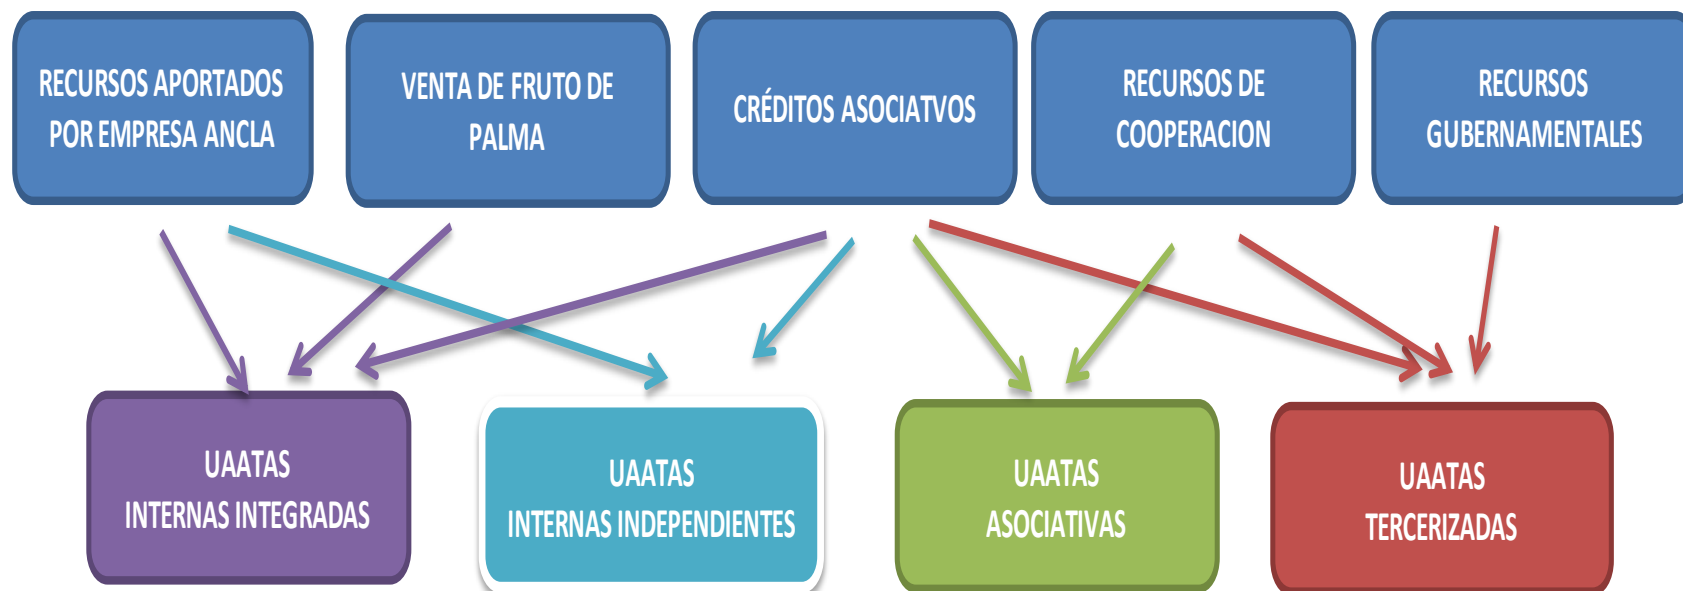 RECURSOS APORTADOS
POR EMPRESA ANCLA
VENTA DE FRUTO DE
PALMA
CRÉDITOS ASOCIATVOS
RECURSOS DE
COOPERACION
RECURSOS
GUBERNAMENTALES
UAATAS
INTERNAS INTEGRADAS
UAATAS
INTERNAS INDEPENDIENTES
UAATAS
ASOCIATIVAS
UAATAS
TERCERIZADAS